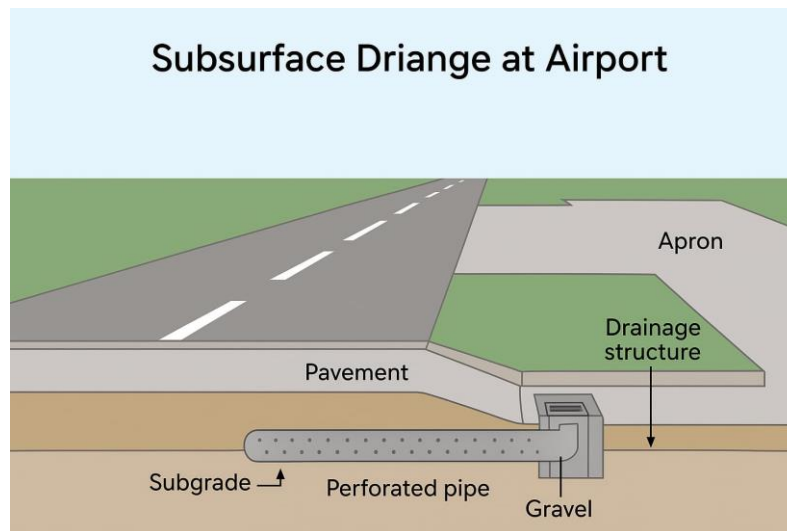 Subsurface Driange at Airport
Apron
Drainage
structure
Pavement
Subgrade
Perforated pipe
Gravel